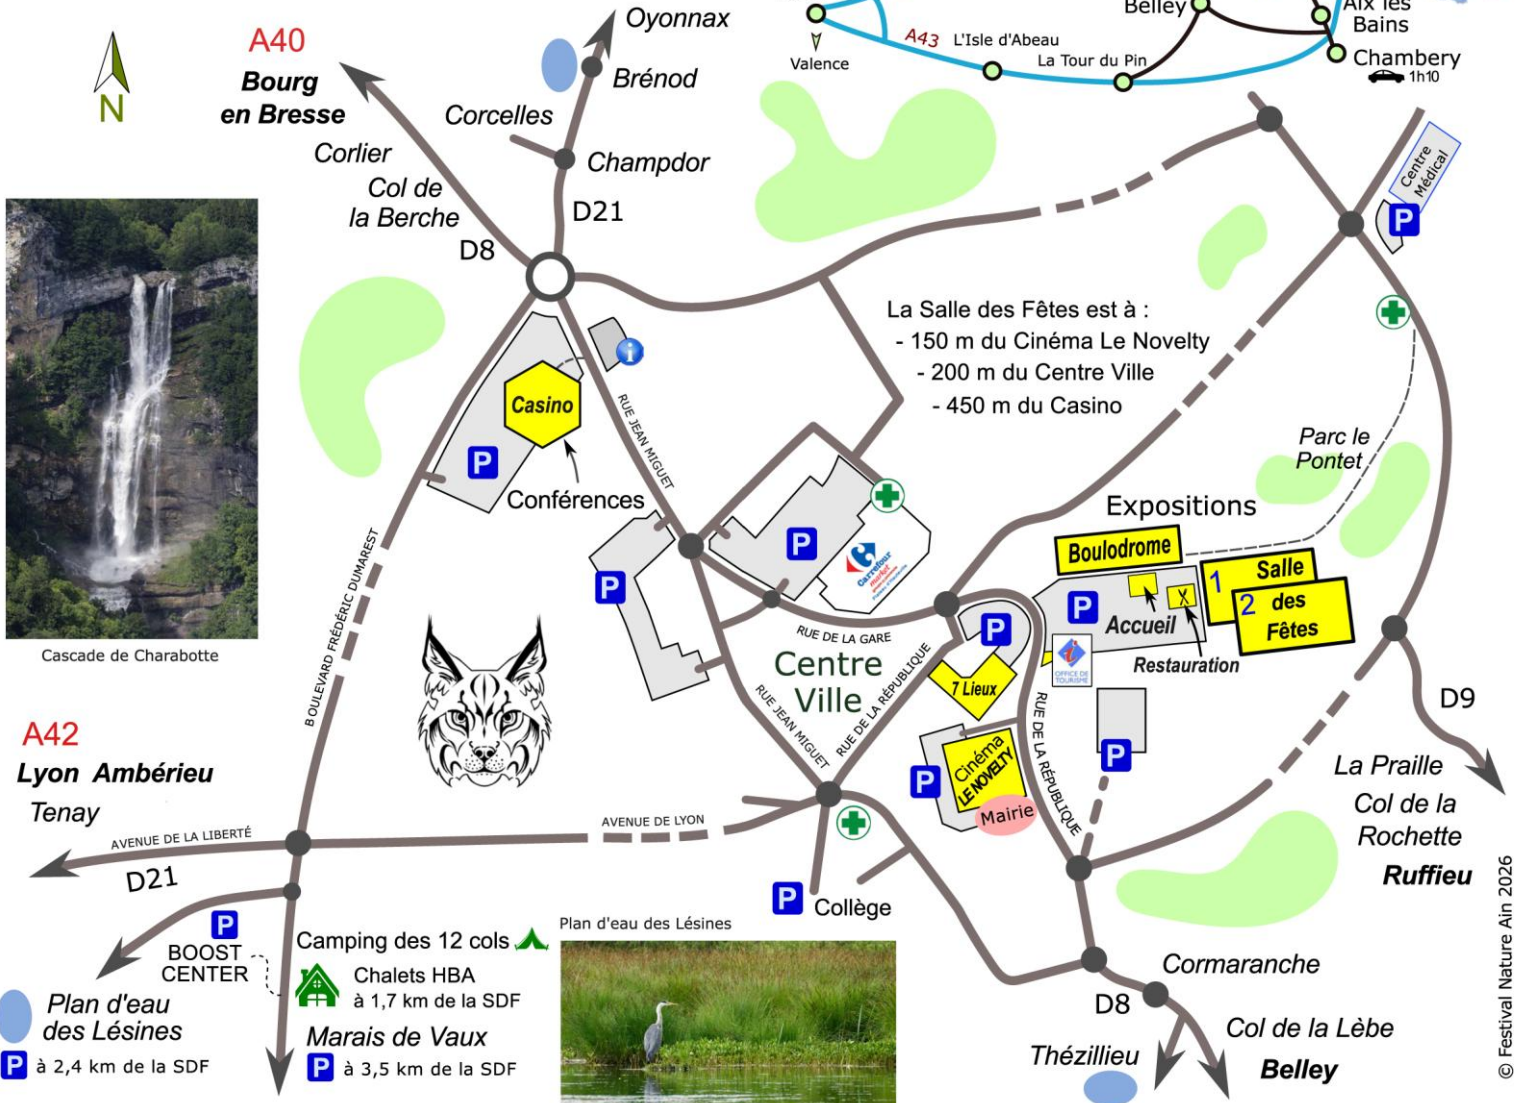 Oyonnax
A40
Bourg
en Bresse
Brénod
Corcelles
Corlier
Champdor
Col de
la Berche
D21
D8
N
Belley
Aix les
Bains
A43
L'Isle d'Abeau
La Tour du Pin
Chambery
1h10
Valence
Centre
Médical
P
La Salle des Fêtes est à :
- 150 m du Cinéma Le Novelty
- 200 m du Centre Ville
- 450 m du Casino
i
Casino
P
Conférences
RUE JEAN MIGUET
Parc le
Pontet
Expositions
Boulodrome
1 Salle
2 des
Fêtes
P
Accueil
Restauration
i
OFFICE DE
TOURISME
P
Carrefour
market
P
BOULEVARD FRÉDÉRIC DUMAREST
RUE DE LA GARE
Centre
Ville
P
7 Lieux
RUE JEAN MIGUET
RUE DE LA RÉPUBLIQUE
RUE DE LA RÉPUBLIQUE
Cascade de Charabotte
P
Cinéma
LE NOVELTY
Mairie
P
D9
La Praille
Col de la
Rochette
Ruffieu
A42
Lyon Ambérieu
Tenay
AVENUE DE LA LIBERTÉ
AVENUE DE LYON
D21
P
Collège
P
BOOST
CENTER
Camping des 12 cols
Chalets HBA
à 1,7 km de la SDF
Plan d'eau
des Lésines
P à 2,4 km de la SDF
Marais de Vaux
P à 3,5 km de la SDF
Plan d'eau des Lésines
Cormaranche
D8
Col de la Lèbe
Thézillieu
Belley
© Festival Nature Ain 2026